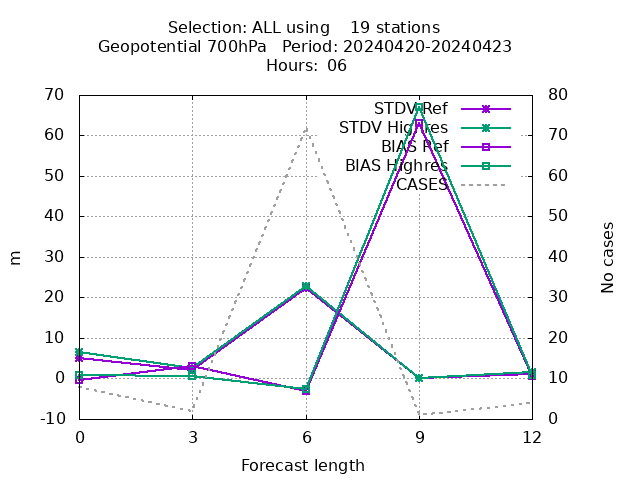 Selection: ALL using    19 stations
Geopotential 700hPa   Period: 20240420-20240423
Hours: 06
70
60
50
40
30
20
10
0
-10
80
70
60
50
40
30
20
10
0
STDV Ref
STDV Highres
BIAS Ref
BIAS Highres
CASES
m
No cases
0
3
6
9
12
Forecast length